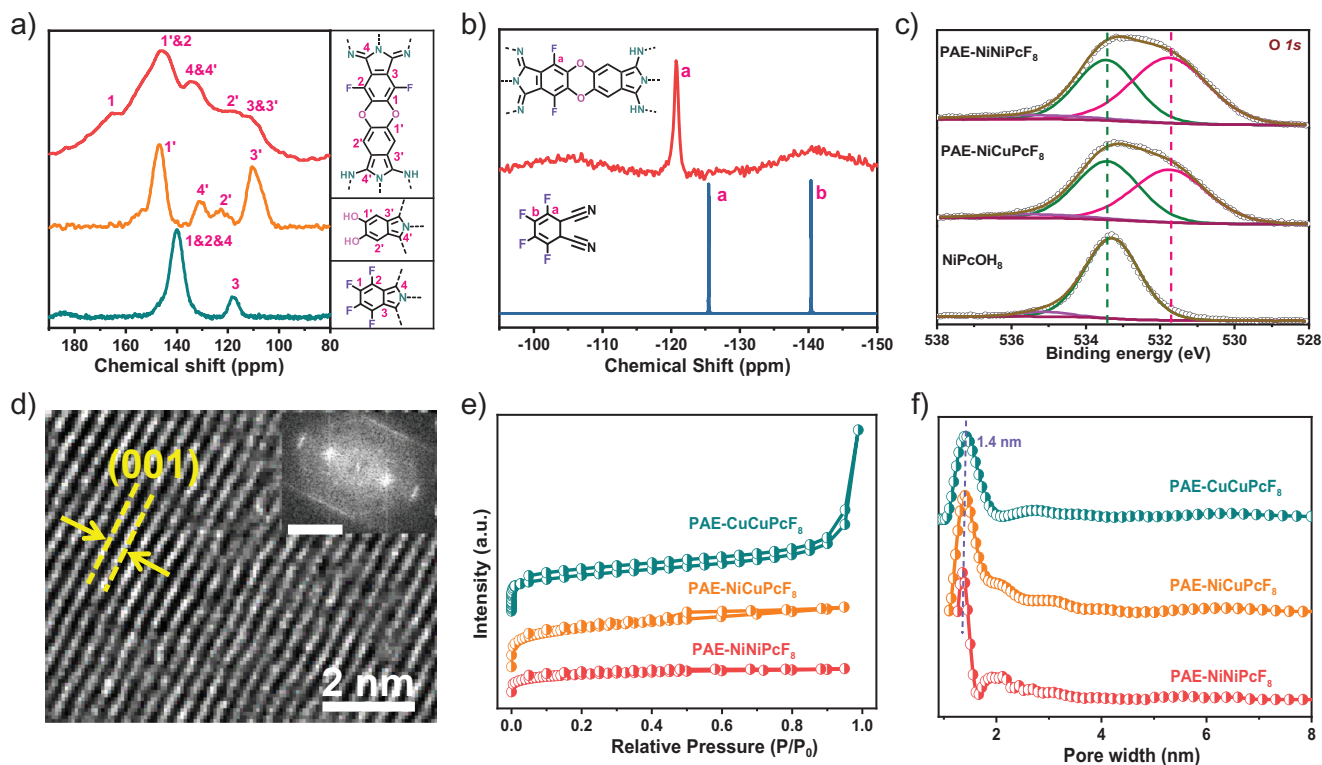 a)
1'&2
1
4&4'
2'
3&3'
1'
4'
2'
3'
1&2&4
3
180 160 140 120 100 80
Chemical shift (ppm)
N 4 N N
3
2
F F
1
O O
1'
2'
3'
HN N NH
4'
HO 1' 3'
N
HO 4'
2'
F
F 1 2 4
N
F 3
F
b)
N F HN
a O
N N
O
N F HN
a
F
F b a N
F N
F
a
b
-100 -110 -120 -130 -140 -150
Chemical Shift (ppm)
c)
O 1s
PAE-NiNiPcF₈
PAE-NiCuPcF₈
NiPcOH₈
538 536 534 532 530 528
Binding energy (eV)
d)
(001)
2 nm
e)
PAE-CuCuPcF₈
PAE-NiCuPcF₈
PAE-NiNiPcF₈
Intensity (a.u.)
0.0 0.2 0.4 0.6 0.8 1.0
Relative Pressure (P/P₀)
f)
1.4 nm
PAE-CuCuPcF₈
PAE-NiCuPcF₈
PAE-NiNiPcF₈
2 4 6 8
Pore width (nm)